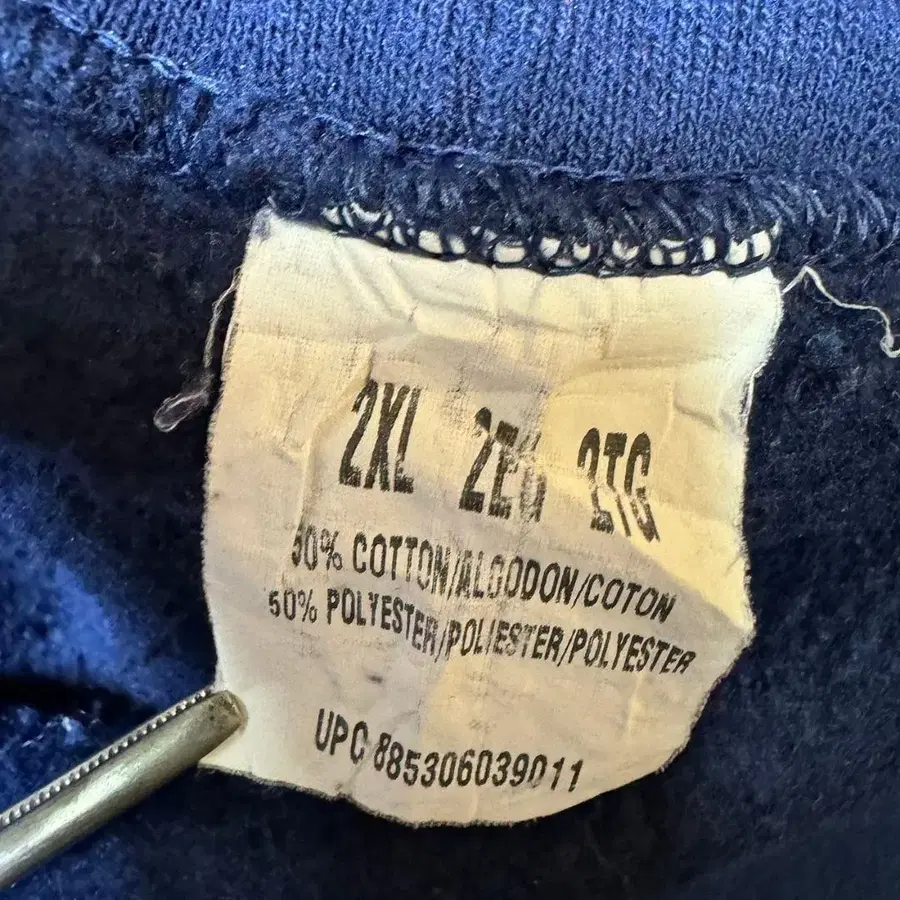 2XL 2EG 2TG
50% COTTON/ALGODON/COTON
50% POLYESTER/POLIESTER/POLYESTER
UPC 885306039011